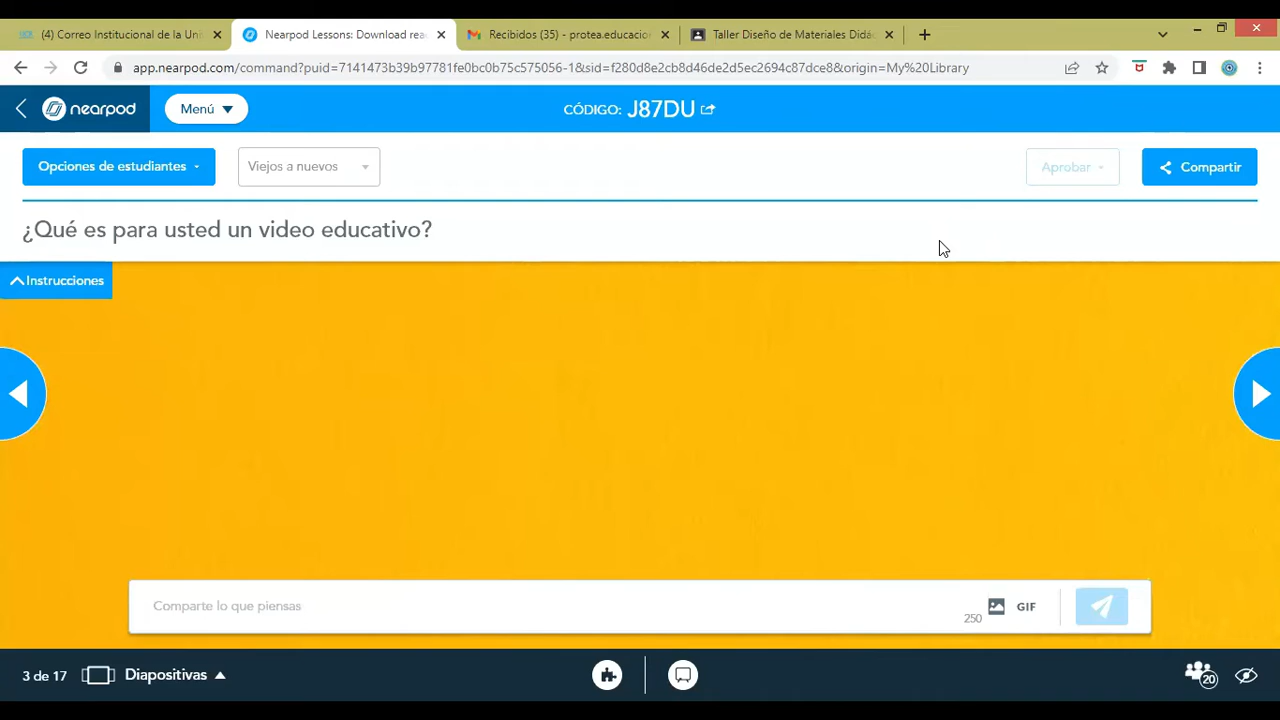 (4) Correo Institucional de la Uni
Nearpod Lessons: Download rea
Recibidos (35) - protea.educacio
Taller Diseño de Materiales Didác
app.nearpod.com/command?puid=7141473b39b97781fe0bc0b75c575056-1&sid=f280d8e2cb8d46de2d5ec2694c87dce8&origin=My%20Library
nearpod
Menú
CÓDIGO: J87DU
Opciones de estudiantes
Viejos a nuevos
Aprobar
Compartir
¿Qué es para usted un video educativo?
Instrucciones
Comparte lo que piensas
250
GIF
3 de 17
Diapositivas
20